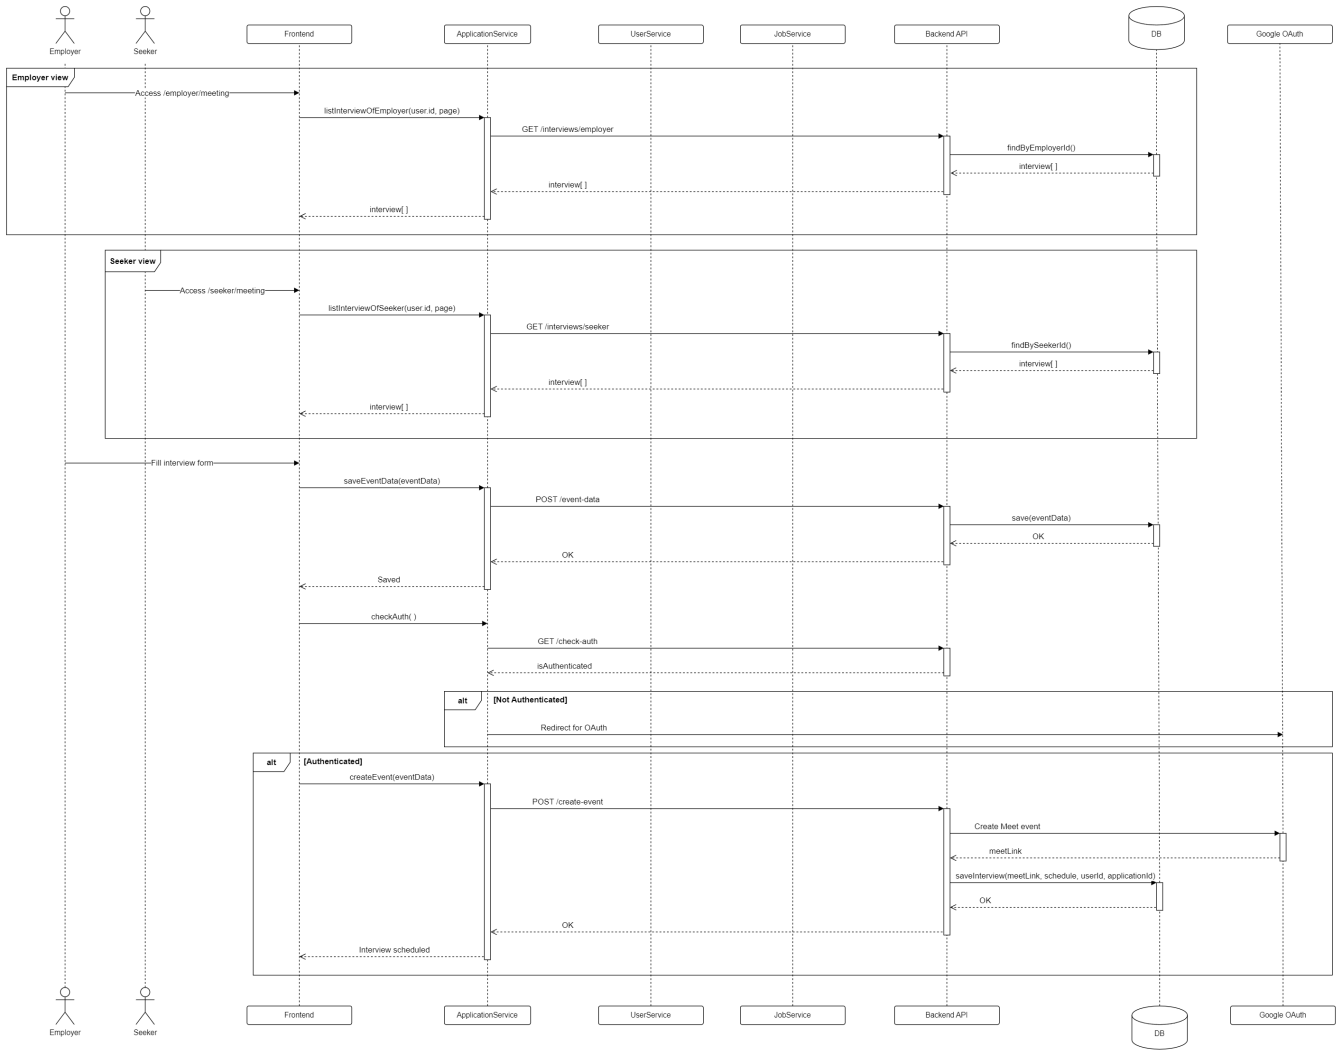 Employer
Seeker
Frontend
ApplicationService
UserService
JobService
Backend API
DB
Google OAuth
Employer view
Access /employer/meeting
listInterviewOfEmployer(user.id, page)
GET /interviews/employer
findByEmployerId()
interview[ ]
interview[ ]
interview[ ]
Seeker view
Access /seeker/meeting
listInterviewOfSeeker(user.id, page)
GET /interviews/seeker
findBySeekerId()
interview[ ]
interview[ ]
interview[ ]
Fill interview form
saveEventData(eventData)
POST /event-data
save(eventData)
OK
OK
Saved
checkAuth( )
GET /check-auth
isAuthenticated
alt
[Not Authenticated]
Redirect for OAuth
alt
[Authenticated]
createEvent(eventData)
POST /create-event
Create Meet event
meetLink
saveInterview(meetLink, schedule, userId, applicationId)
OK
OK
Interview scheduled
Employer
Seeker
Frontend
ApplicationService
UserService
JobService
Backend API
DB
Google OAuth